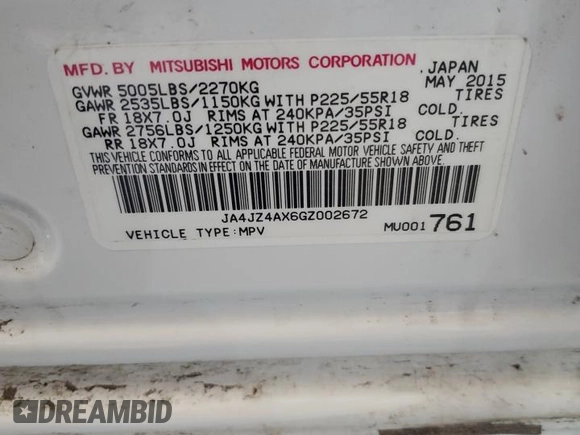 MFD. BY MITSUBISHI MOTORS CORPORATION JAPAN
GVWR 5005LBS/2270KG MAY 2015
GAWR 2535LBS/1150KG WITH P225/55R18 TIRES
FR 18X7.0J RIMS AT 240KPA/35PSI COLD.
GAWR 2756LBS/1250KG WITH P225/55R18 TIRES
RR 18X7.0J RIMS AT 240KPA/35PSI COLD.
THIS VEHICLE CONFORMS TO ALL APPLICABLE FEDERAL MOTOR VEHICLE SAFETY AND THEFT
PREVENTION STANDARDS IN EFFECT ON THE DATE OF MANUFACTURE SHOWN ABOVE.
JA4JZ4AX6GZ002672
VEHICLE TYPE:MPV MU001 761
DREAMBID